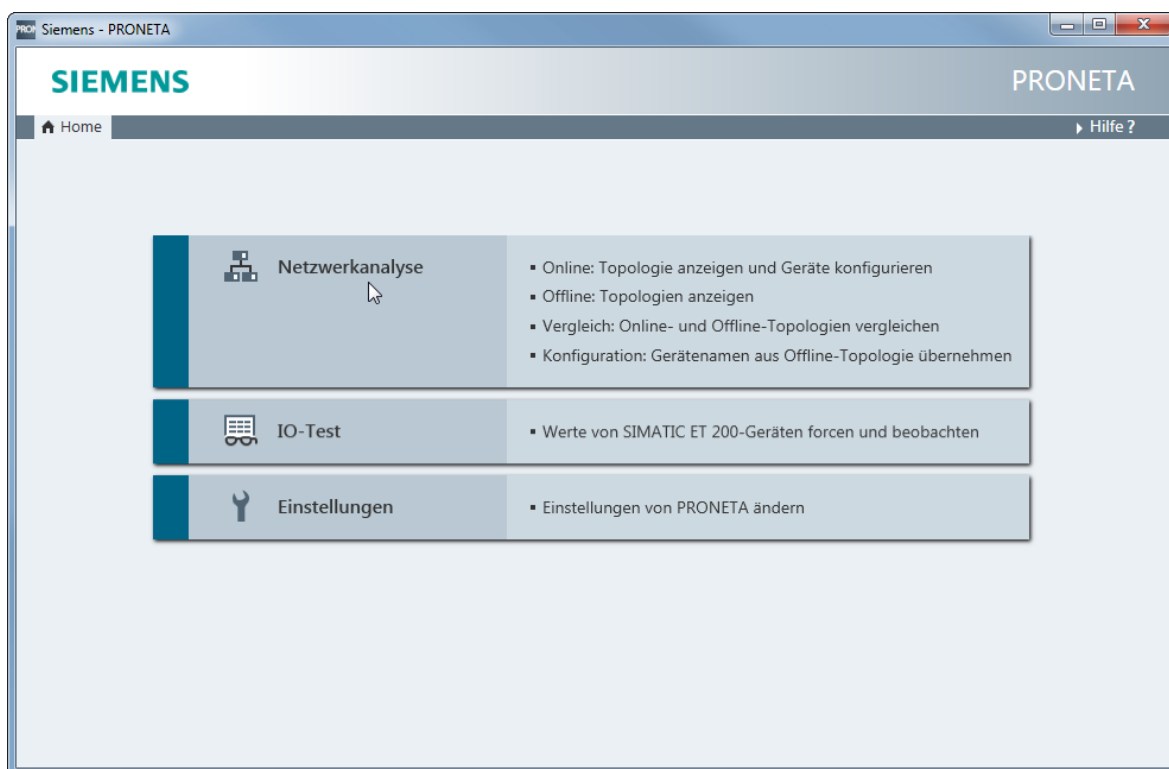 Siemens - PRONETA
SIEMENS
PRONETA
Home
Hilfe ?
Netzwerkanalyse
▪ Online: Topologie anzeigen und Geräte konfigurieren
▪ Offline: Topologien anzeigen
▪ Vergleich: Online- und Offline-Topologien vergleichen
▪ Konfiguration: Gerätenamen aus Offline-Topologie übernehmen
IO-Test
▪ Werte von SIMATIC ET 200-Geräten forcen und beobachten
Einstellungen
▪ Einstellungen von PRONETA ändern